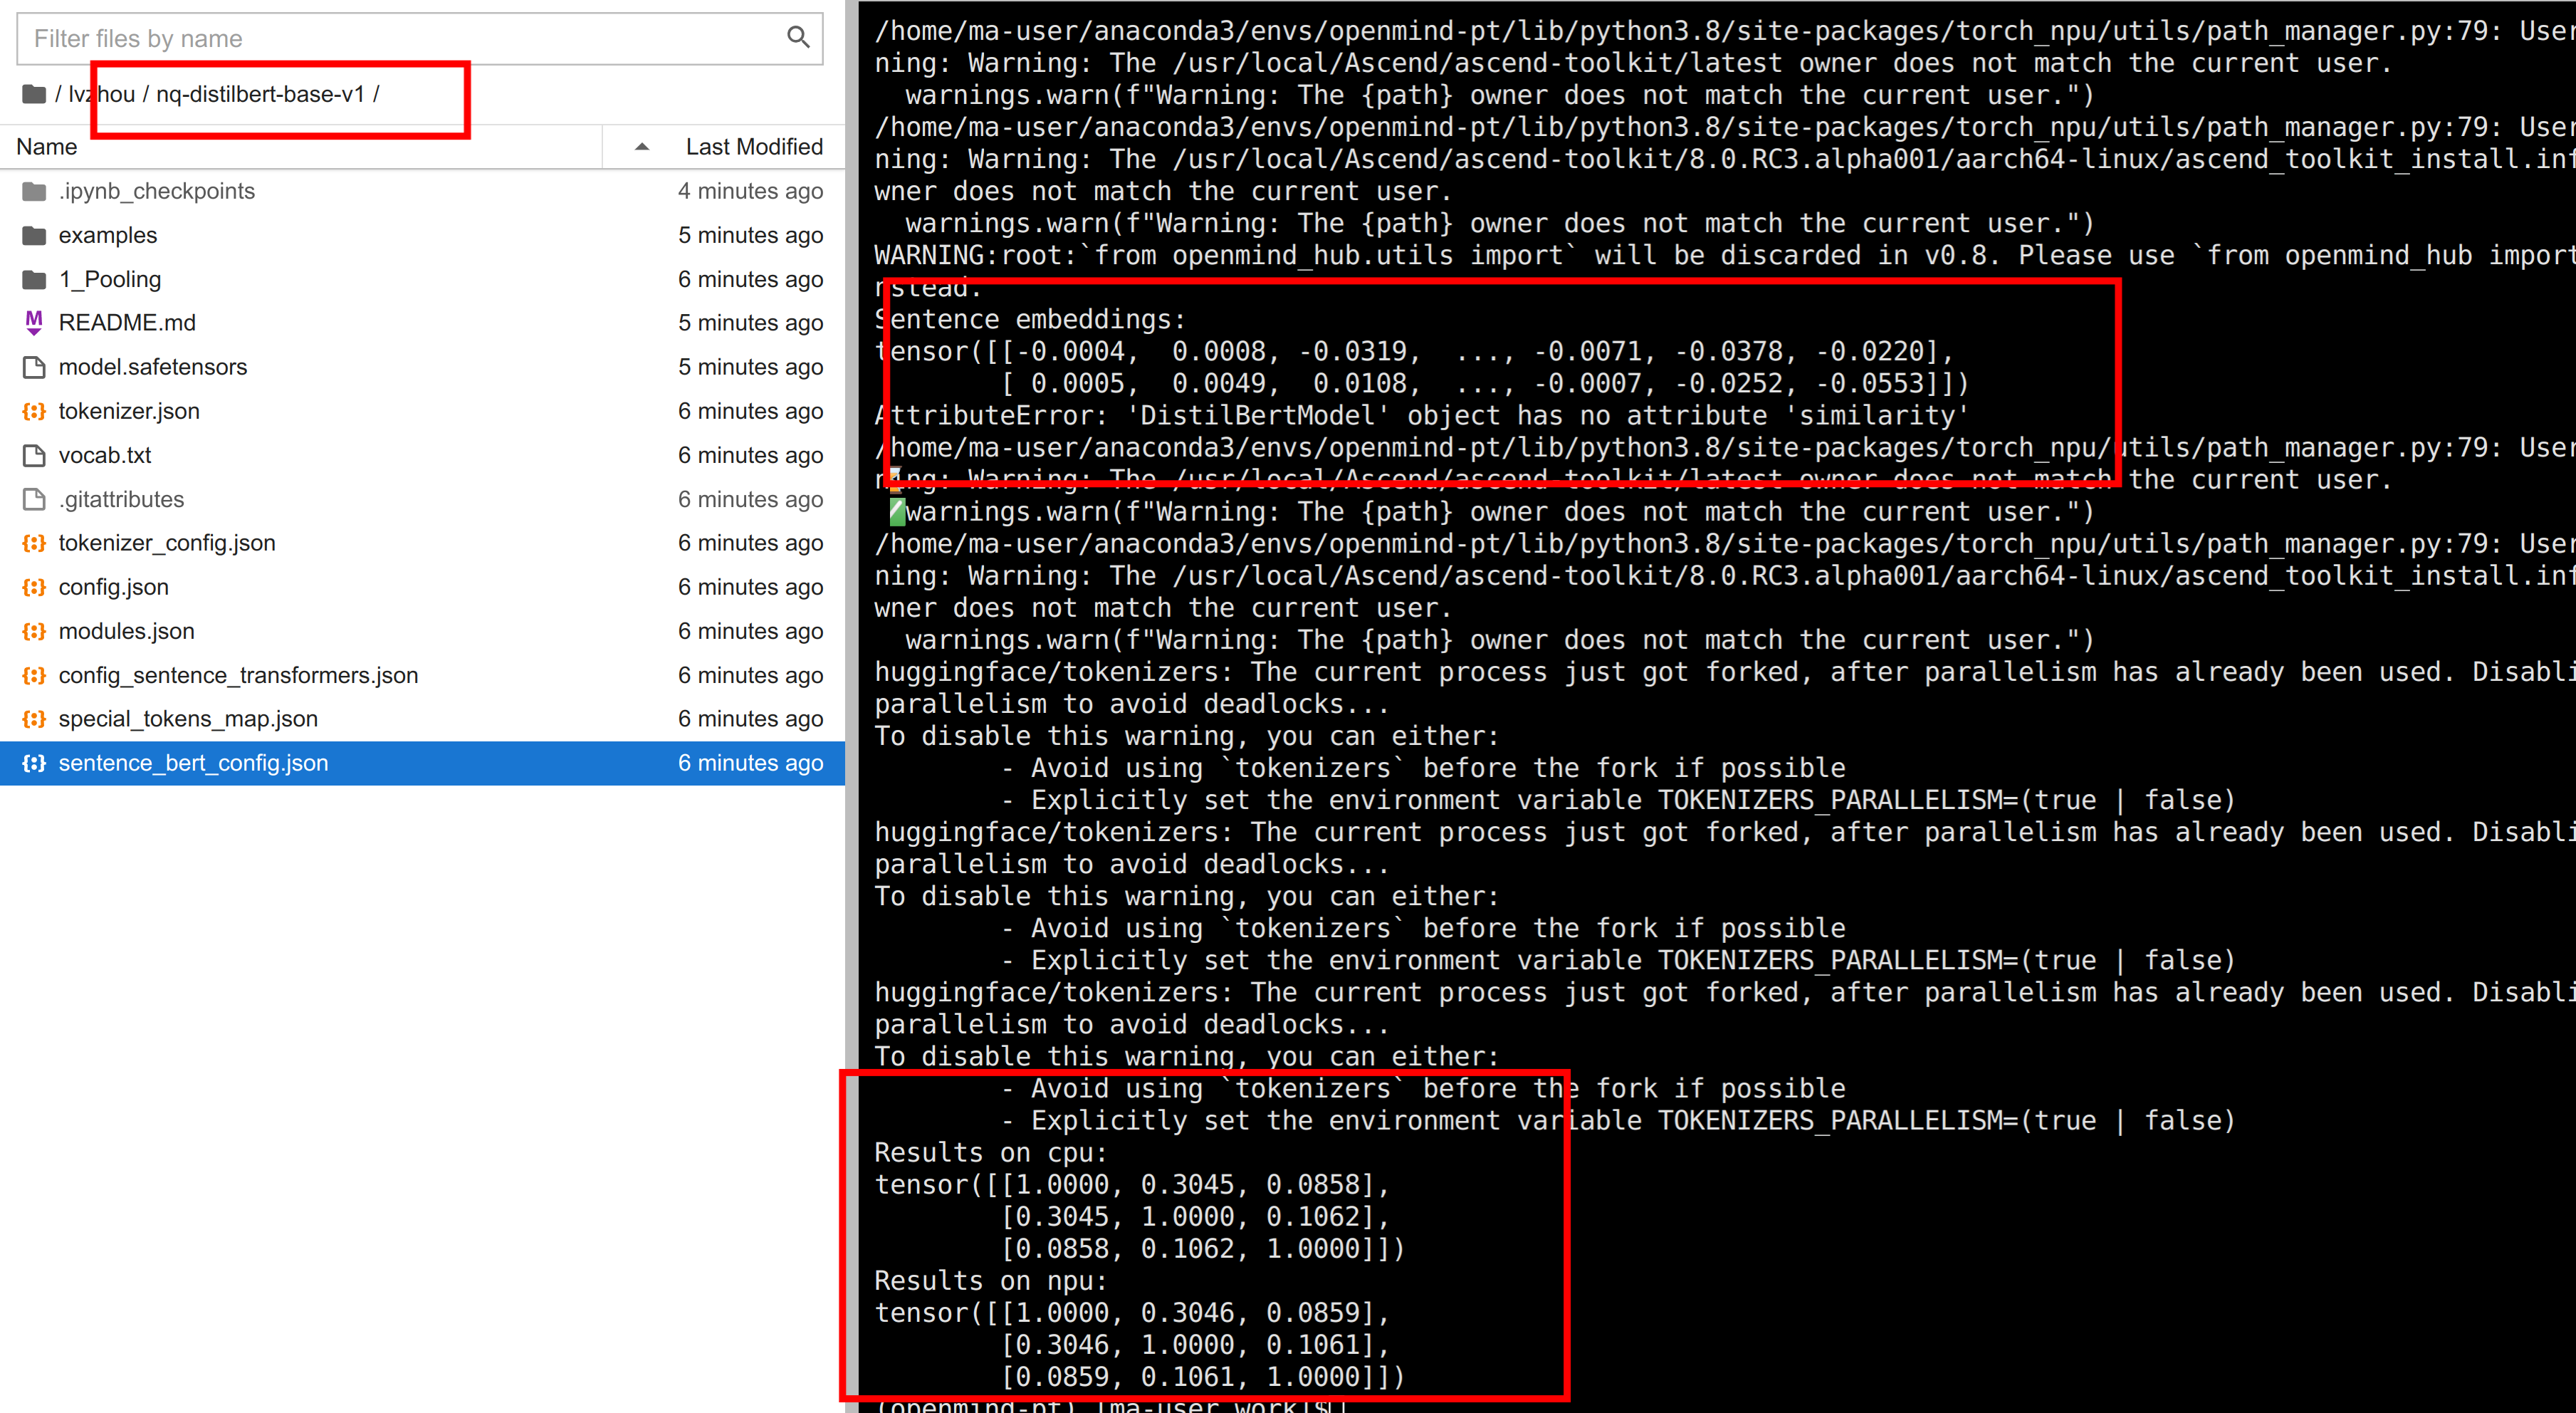 Filter files by name
/ lvzhou / nq-distilbert-base-v1 /
Name Last Modified
.ipynb_checkpoints 4 minutes ago
examples 5 minutes ago
1_Pooling 6 minutes ago
README.md 5 minutes ago
model.safetensors 5 minutes ago
tokenizer.json 6 minutes ago
vocab.txt 6 minutes ago
.gitattributes 6 minutes ago
tokenizer_config.json 6 minutes ago
config.json 6 minutes ago
modules.json 6 minutes ago
config_sentence_transformers.json 6 minutes ago
special_tokens_map.json 6 minutes ago
sentence_bert_config.json 6 minutes ago
/home/ma-user/anaconda3/envs/openmind-pt/lib/python3.8/site-packages/torch_npu/utils/path_manager.py:79: User
ning: Warning: The /usr/local/Ascend/ascend-toolkit/latest owner does not match the current user.
warnings.warn(f"Warning: The {path} owner does not match the current user.")
/home/ma-user/anaconda3/envs/openmind-pt/lib/python3.8/site-packages/torch_npu/utils/path_manager.py:79: User
ning: Warning: The /usr/local/Ascend/ascend-toolkit/8.0.RC3.alpha001/aarch64-linux/ascend_toolkit_install.inf
wner does not match the current user.
warnings.warn(f"Warning: The {path} owner does not match the current user.")
WARNING:root:`from openmind_hub.utils import` will be discarded in v0.8. Please use `from openmind_hub import
rstead.
Sentence embeddings:
tensor([[-0.0004,  0.0008, -0.0319,  ..., -0.0071, -0.0378, -0.0220],
[ 0.0005,  0.0049,  0.0108,  ..., -0.0007, -0.0252, -0.0553]])
AttributeError: 'DistilBertModel' object has no attribute 'similarity'
/home/ma-user/anaconda3/envs/openmind-pt/lib/python3.8/site-packages/torch_npu/utils/path_manager.py:79: User
ning: Warning: The /usr/local/Ascend/ascend-toolkit/latest owner does not match the current user.
warnings.warn(f"Warning: The {path} owner does not match the current user.")
/home/ma-user/anaconda3/envs/openmind-pt/lib/python3.8/site-packages/torch_npu/utils/path_manager.py:79: User
ning: Warning: The /usr/local/Ascend/ascend-toolkit/8.0.RC3.alpha001/aarch64-linux/ascend_toolkit_install.inf
wner does not match the current user.
warnings.warn(f"Warning: The {path} owner does not match the current user.")
huggingface/tokenizers: The current process just got forked, after parallelism has already been used. Disabli
parallelism to avoid deadlocks...
To disable this warning, you can either:
- Avoid using `tokenizers` before the fork if possible
- Explicitly set the environment variable TOKENIZERS_PARALLELISM=(true | false)
huggingface/tokenizers: The current process just got forked, after parallelism has already been used. Disabli
parallelism to avoid deadlocks...
To disable this warning, you can either:
- Avoid using `tokenizers` before the fork if possible
- Explicitly set the environment variable TOKENIZERS_PARALLELISM=(true | false)
huggingface/tokenizers: The current process just got forked, after parallelism has already been used. Disabli
parallelism to avoid deadlocks...
To disable this warning, you can either:
- Avoid using `tokenizers` before the fork if possible
- Explicitly set the environment variable TOKENIZERS_PARALLELISM=(true | false)
Results on cpu:
tensor([[1.0000, 0.3045, 0.0858],
[0.3045, 1.0000, 0.1062],
[0.0858, 0.1062, 1.0000]])
Results on npu:
tensor([[1.0000, 0.3046, 0.0859],
[0.3046, 1.0000, 0.1061],
[0.0859, 0.1061, 1.0000]])
(openmind-pt) [ma-user work]$